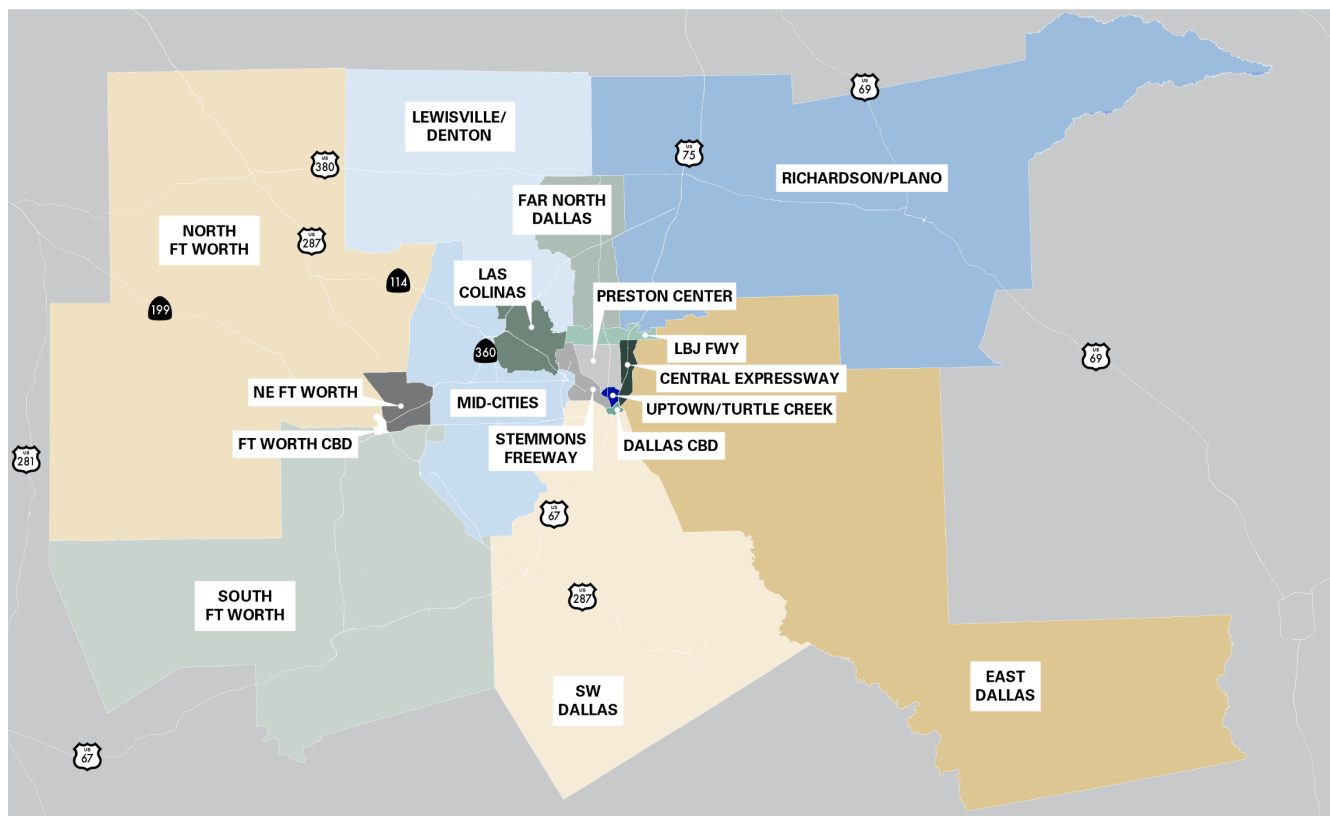 US
69
LEWISVILLE/
DENTON
US
75
US
380
RICHARDSON/PLANO
FAR NORTH
DALLAS
NORTH
FT WORTH
US
287
114
LAS
COLINAS
PRESTON CENTER
199
LBJ FWY
360
US
69
CENTRAL EXPRESSWAY
NE FT WORTH
MID-CITIES
UPTOWN/TURTLE CREEK
FT WORTH CBD
STEMMONS
FREEWAY
DALLAS CBD
US
281
US
67
US
287
SOUTH
FT WORTH
SW
DALLAS
EAST
DALLAS
US
67